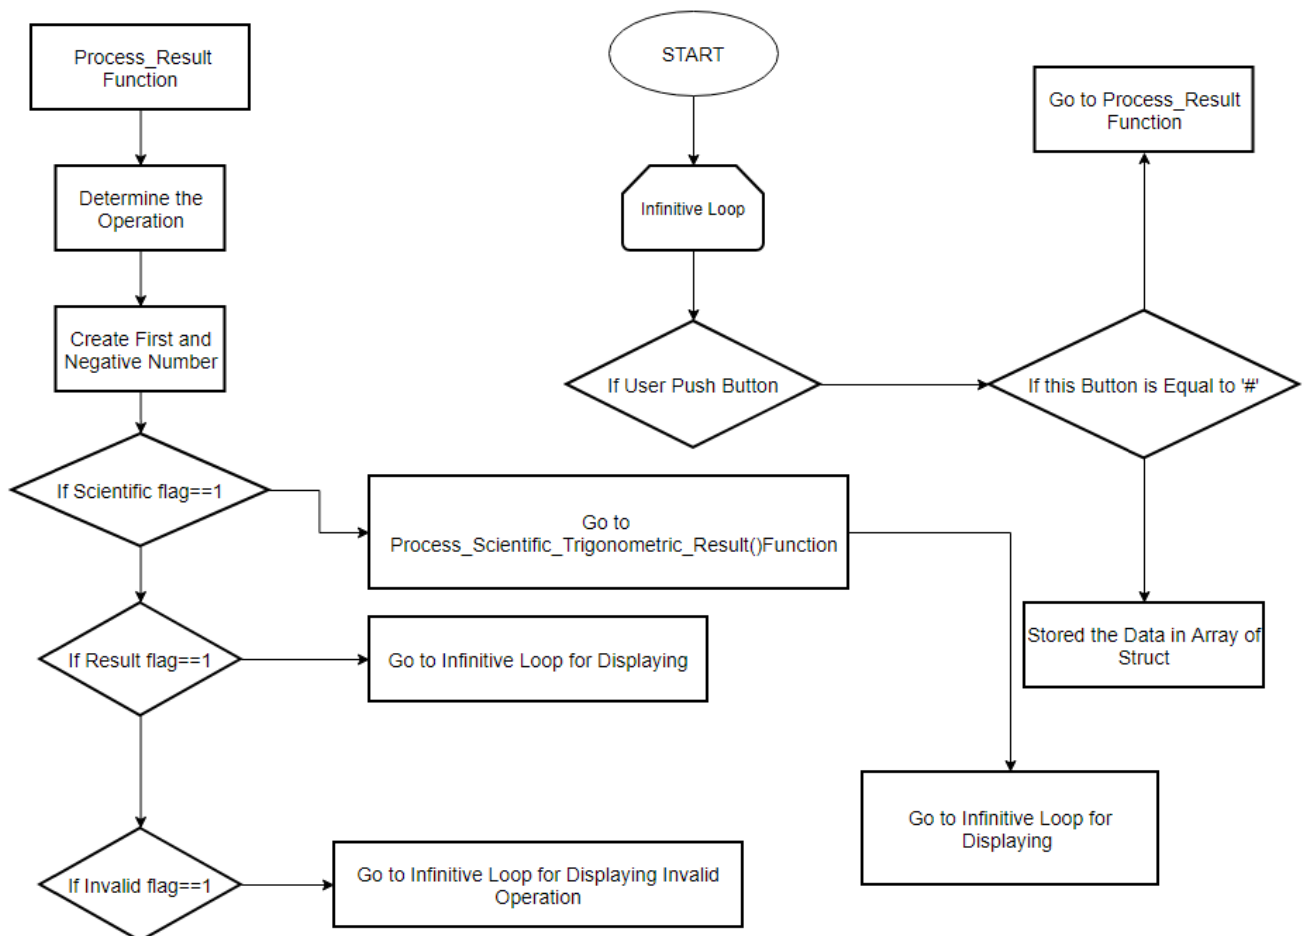 Process_Result
Function
START
Go to Process_Result
Function
Determine the
Operation
Infinitive Loop
Create First and
Negative Number
If User Push Button
If this Button is Equal to '#'
If Scientific flag==1
Go to
Process_Scientific_Trigonometric_Result()Function
If Result flag==1
Go to Infinitive Loop for Displaying
Stored the Data in Array of
Struct
Go to Infinitive Loop for
Displaying
If Invalid flag==1
Go to Infinitive Loop for Displaying Invalid
Operation